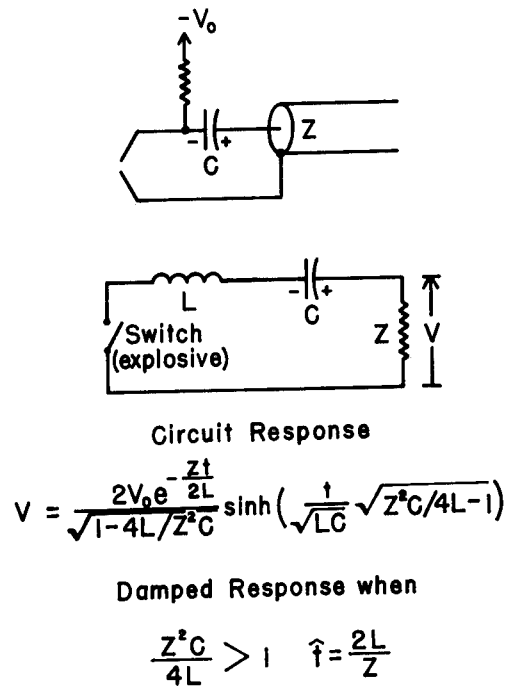 -V₀
- C + Z
L
- C +
Switch
(explosive)
Z V
Circuit Response
V = 2V₀e^(-Zt/2L) / √(1-4L/Z²C) sinh(t/√(LC) √(Z²C/4L-1))
Damped Response when
Z²C/4L > 1 t̂ = 2L/Z